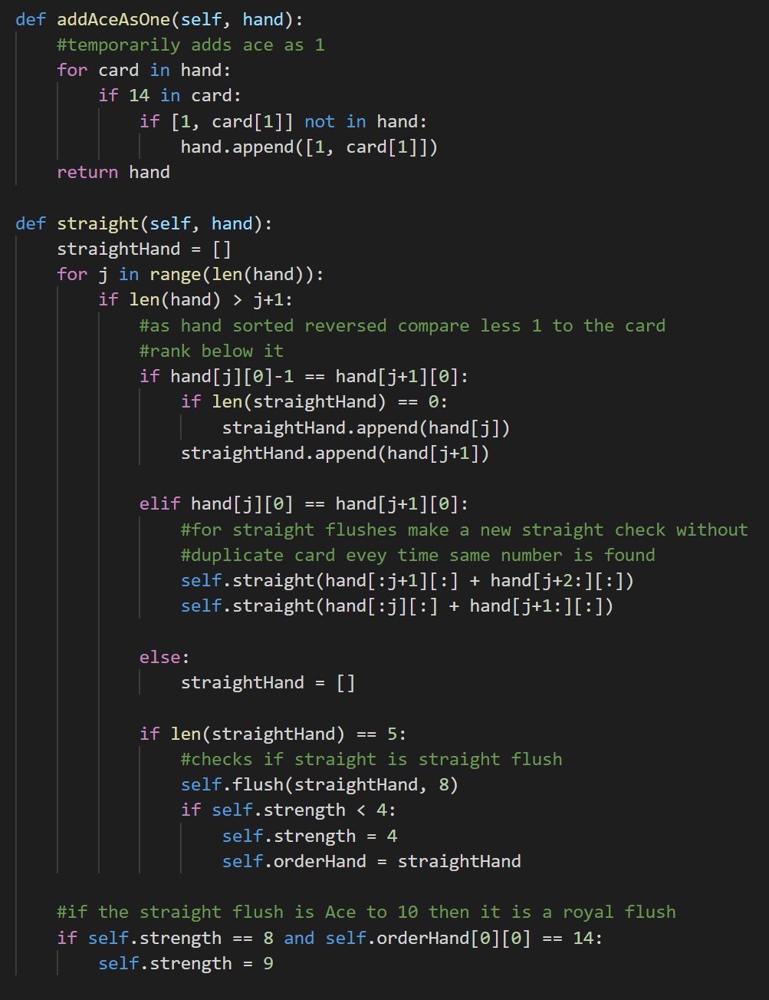 def addAceAsOne(self, hand):
    #temporarily adds ace as 1
    for card in hand:
        if 14 in card:
            if [1, card[1]] not in hand:
                hand.append([1, card[1]])
    return hand

def straight(self, hand):
    straightHand = []
    for j in range(len(hand)):
        if len(hand) > j+1:
            #as hand sorted reversed compare less 1 to the card
            #rank below it
            if hand[j][0]-1 == hand[j+1][0]:
                if len(straightHand) == 0:
                    straightHand.append(hand[j])
                straightHand.append(hand[j+1])

            elif hand[j][0] == hand[j+1][0]:
                #for straight flushes make a new straight check without
                #duplicate card evey time same number is found
                self.straight(hand[:j+1][:] + hand[j+2:][:])
                self.straight(hand[:j][:] + hand[j+1:][:])

            else:
                straightHand = []

            if len(straightHand) == 5:
                #checks if straight is straight flush
                self.flush(straightHand, 8)
                if self.strength < 4:
                    self.strength = 4
                    self.orderHand = straightHand

    #if the straight flush is Ace to 10 then it is a royal flush
    if self.strength == 8 and self.orderHand[0][0] == 14:
        self.strength = 9